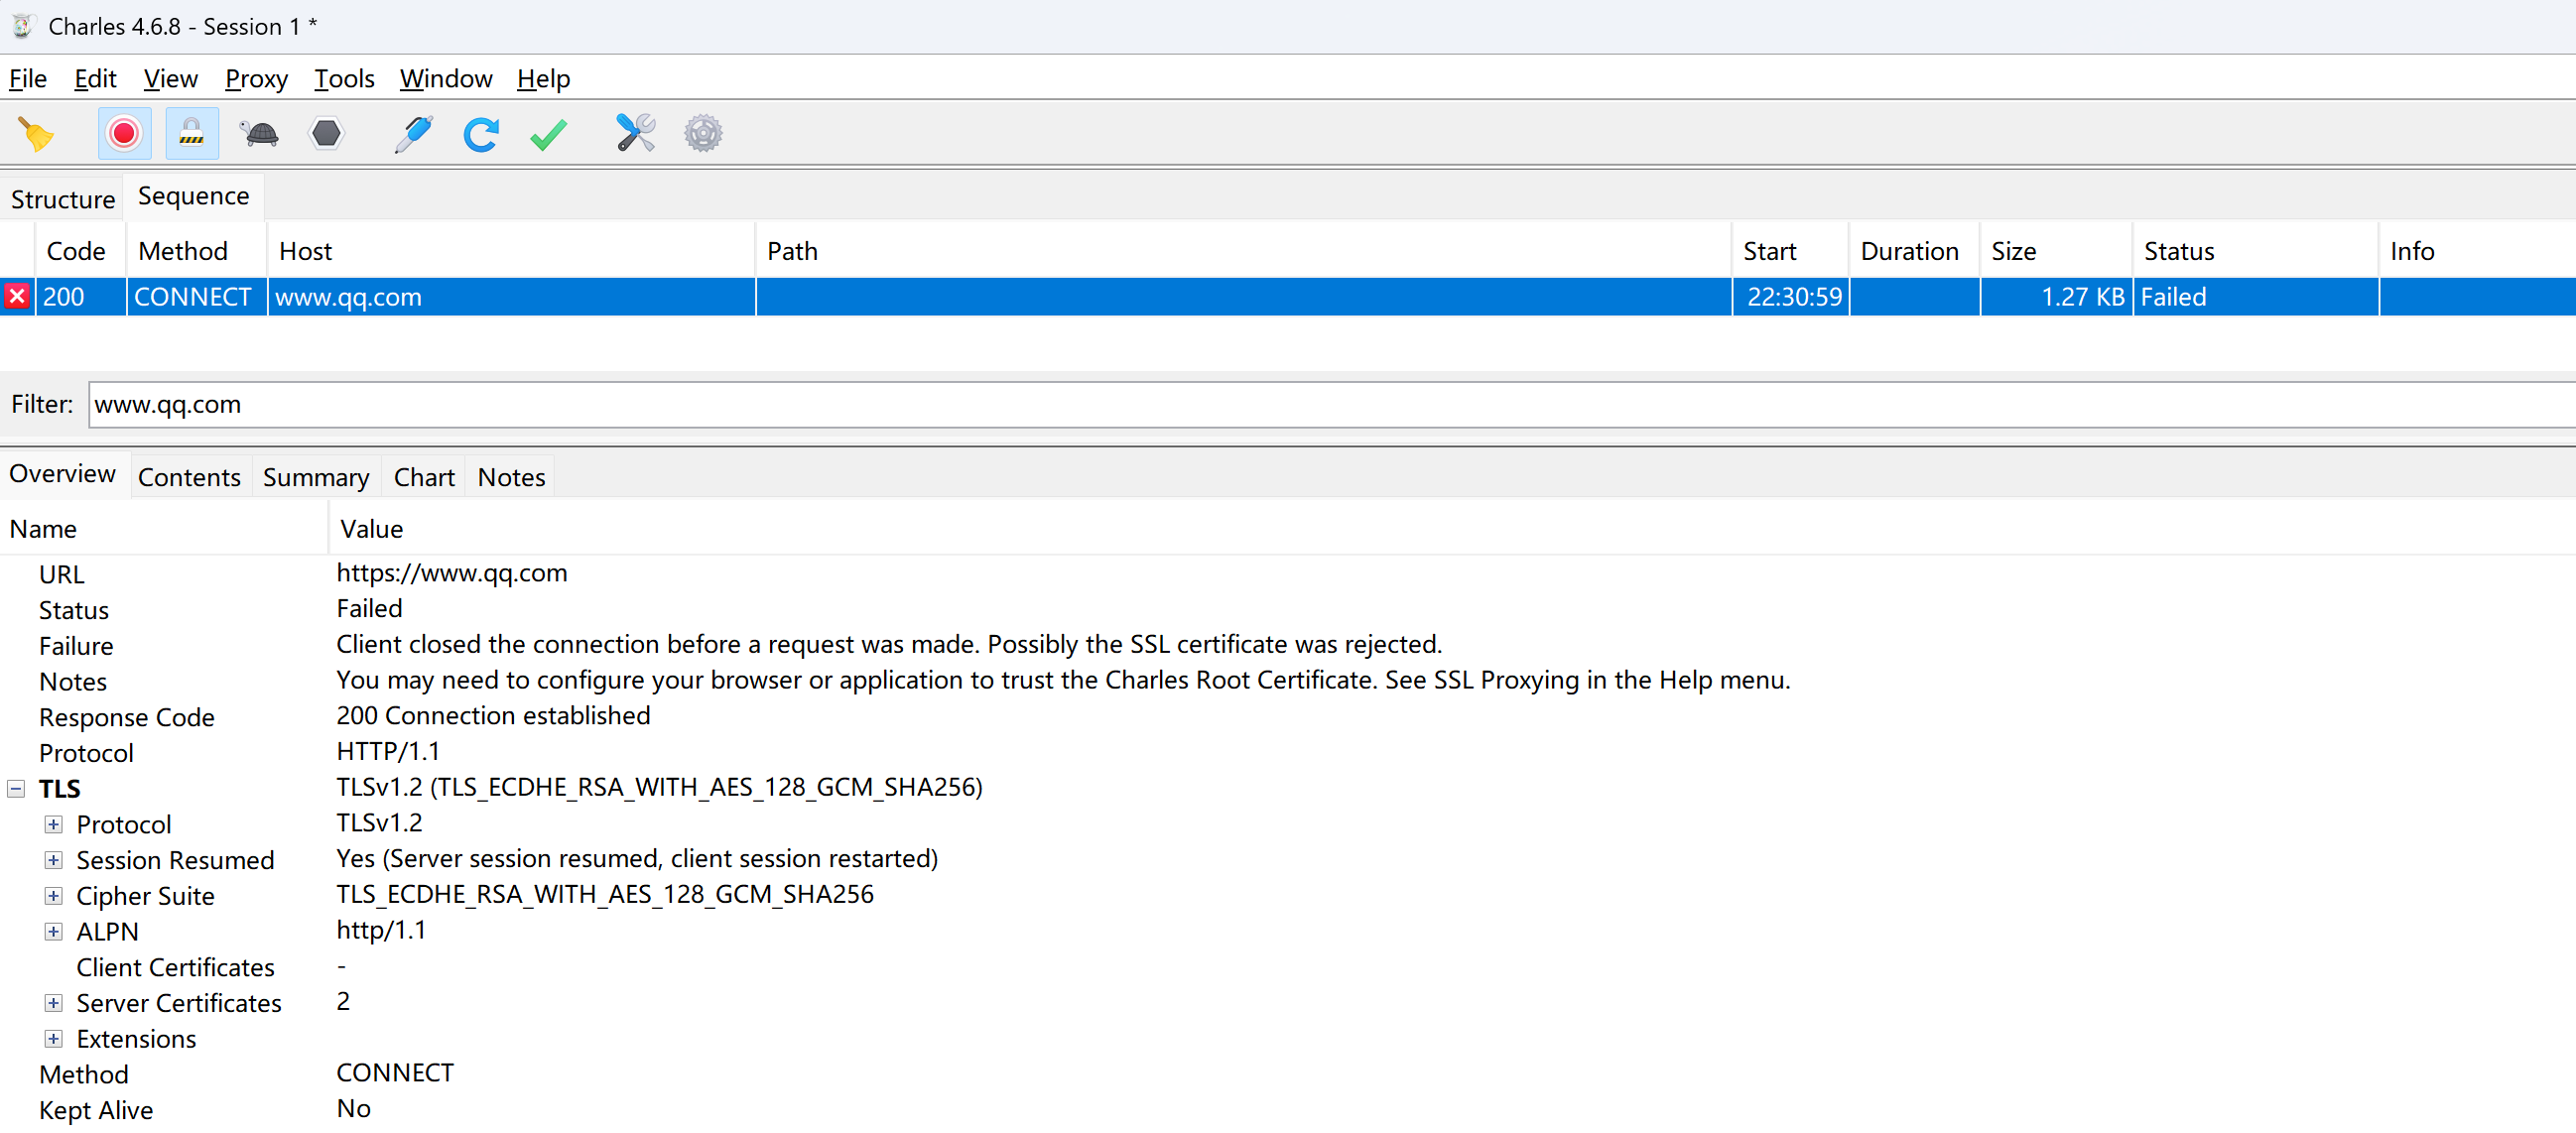 Charles 4.6.8 - Session 1 *
File Edit View Proxy Tools Window Help
Structure Sequence
Code Method Host Path Start Duration Size Status Info
200 CONNECT www.qq.com 22:30:59 1.27 KB Failed
Filter: www.qq.com
Overview Contents Summary Chart Notes
Name Value
URL https://www.qq.com
Status Failed
Failure Client closed the connection before a request was made. Possibly the SSL certificate was rejected.
Notes You may need to configure your browser or application to trust the Charles Root Certificate. See SSL Proxying in the Help menu.
Response Code 200 Connection established
Protocol HTTP/1.1
TLS TLSv1.2 (TLS_ECDHE_RSA_WITH_AES_128_GCM_SHA256)
Protocol TLSv1.2
Session Resumed Yes (Server session resumed, client session restarted)
Cipher Suite TLS_ECDHE_RSA_WITH_AES_128_GCM_SHA256
ALPN http/1.1
Client Certificates -
Server Certificates 2
Extensions
Method CONNECT
Kept Alive No